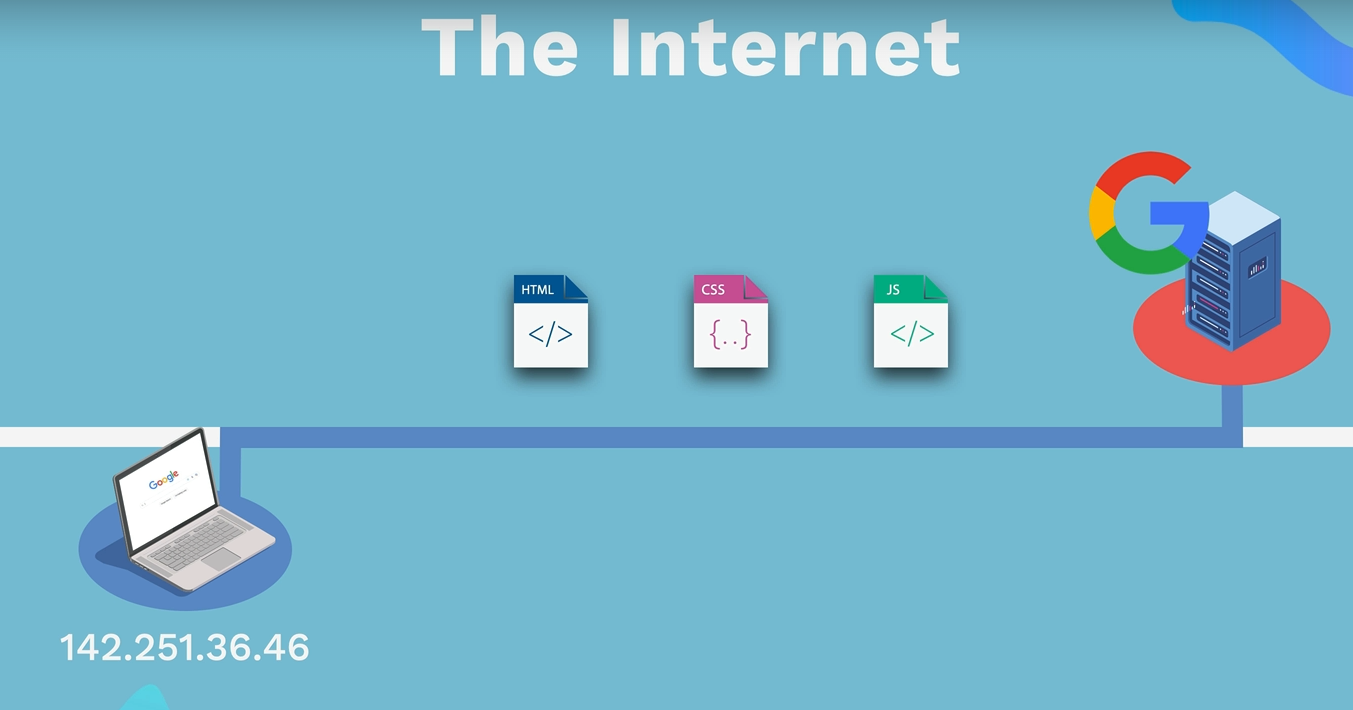 The Internet
HTML
</>
CSS
{..}
JS
</>
Google
142.251.36.46